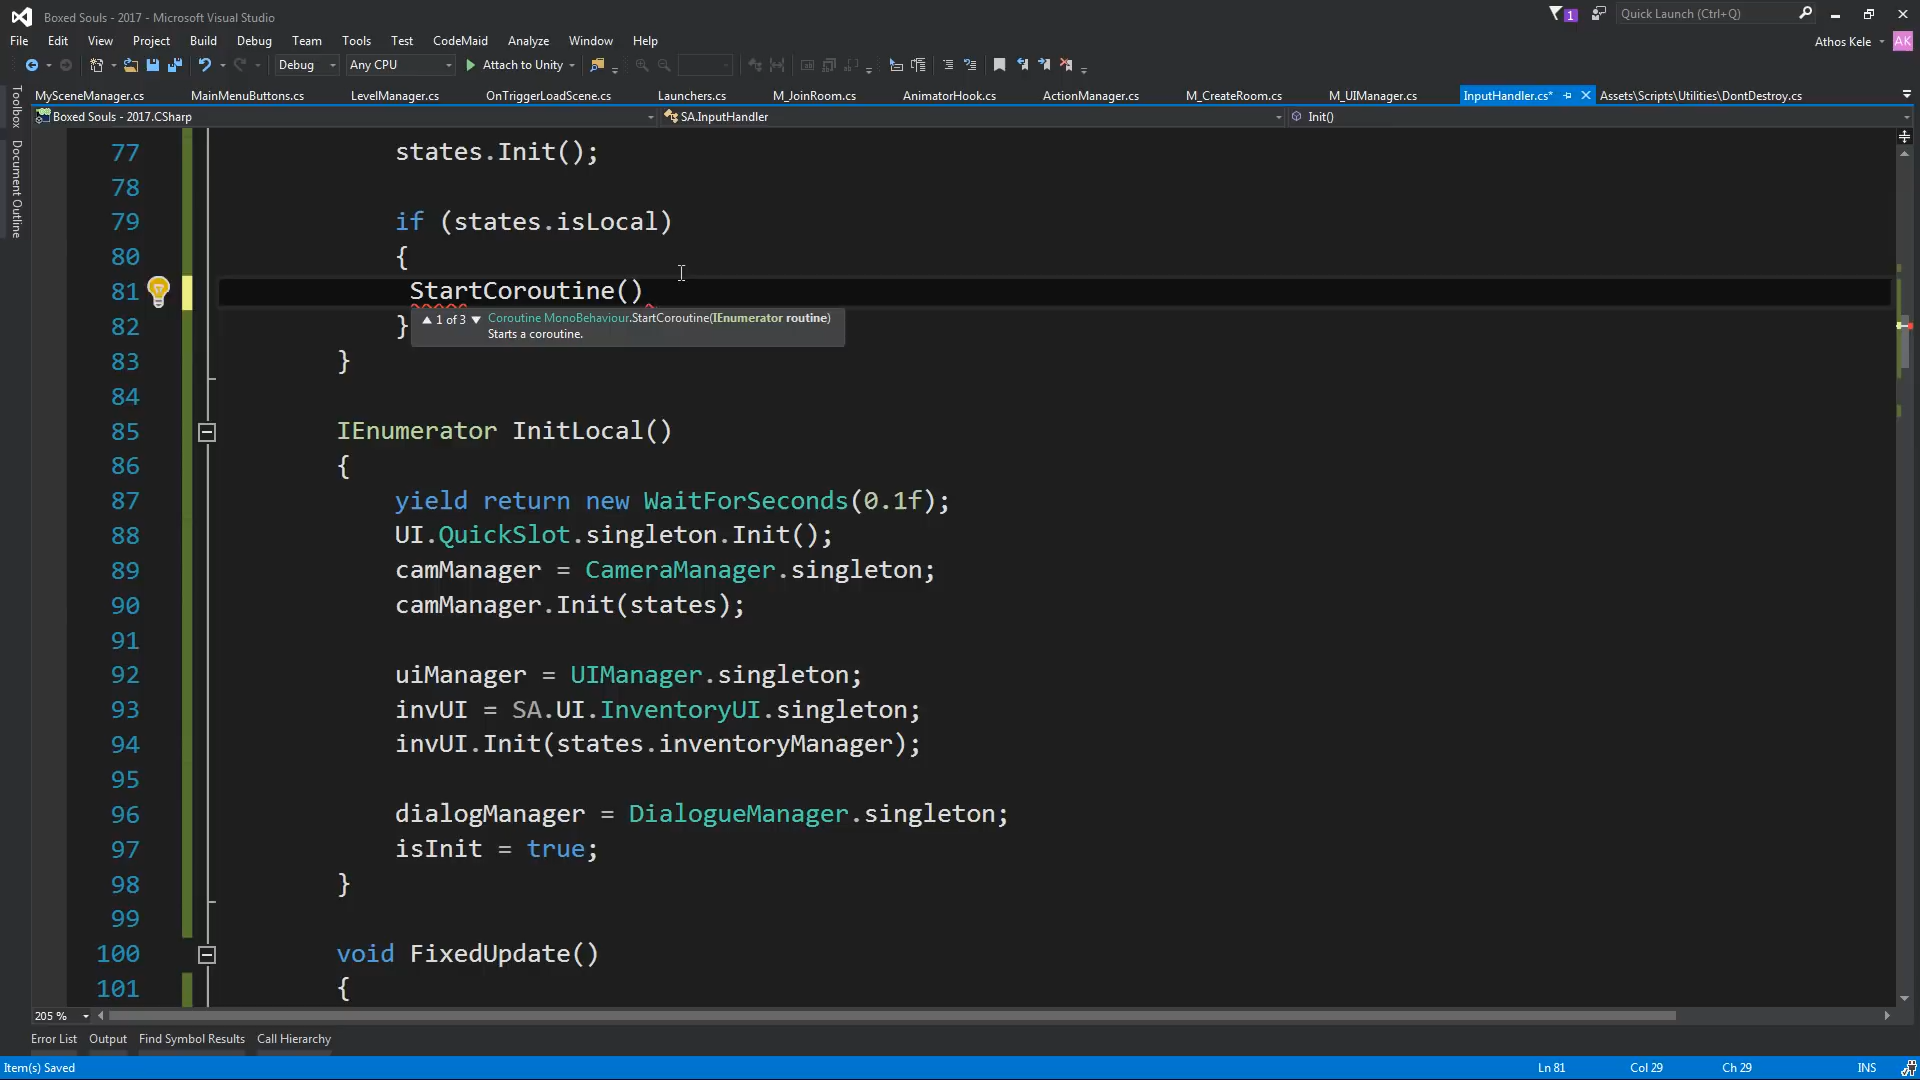 Boxed Souls - 2017 - Microsoft Visual Studio
1
Quick Launch (Ctrl+Q)
File Edit View Project Build Debug Team Tools Test CodeMaid Analyze Window Help
Athos Kele AK
Debug Any CPU Attach to Unity
MySceneManager.cs MainMenuButtons.cs LevelManager.cs OnTriggerLoadScene.cs Launchers.cs M_JoinRoom.cs AnimatorHook.cs ActionManager.cs M_CreateRoom.cs M_UIManager.cs InputHandler.cs* Assets\Scripts\Utilities\DontDestroy.cs
Boxed Souls - 2017.CSharp SA.InputHandler Init()
Toolbox
Document Outline
77 states.Init();
78
79 if (states.isLocal)
80 {
81 StartCoroutine()
1 of 3 Coroutine MonoBehaviour.StartCoroutine(IEnumerator routine)
Starts a coroutine.
82 }
83 }
84
85 IEnumerator InitLocal()
86 {
87 yield return new WaitForSeconds(0.1f);
88 UI.QuickSlot.singleton.Init();
89 camManager = CameraManager.singleton;
90 camManager.Init(states);
91
92 uiManager = UIManager.singleton;
93 invUI = SA.UI.InventoryUI.singleton;
94 invUI.Init(states.inventoryManager);
95
96 dialogManager = DialogueManager.singleton;
97 isInit = true;
98 }
99
100 void FixedUpdate()
101 {
205 %
Error List Output Find Symbol Results Call Hierarchy
Item(s) Saved Ln 81 Col 29 Ch 29 INS